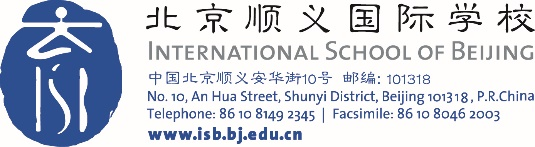 北京顺义国际学校
INTERNATIONAL SCHOOL OF BEIJING
中国北京顺义安华街10号 邮编: 101318
No. 10, An Hua Street, Shunyi District, Beijing 101318, P.R.China
Telephone: 86 10 8149 2345 | Facsimile: 86 10 8046 2003
www.isb.bj.edu.cn